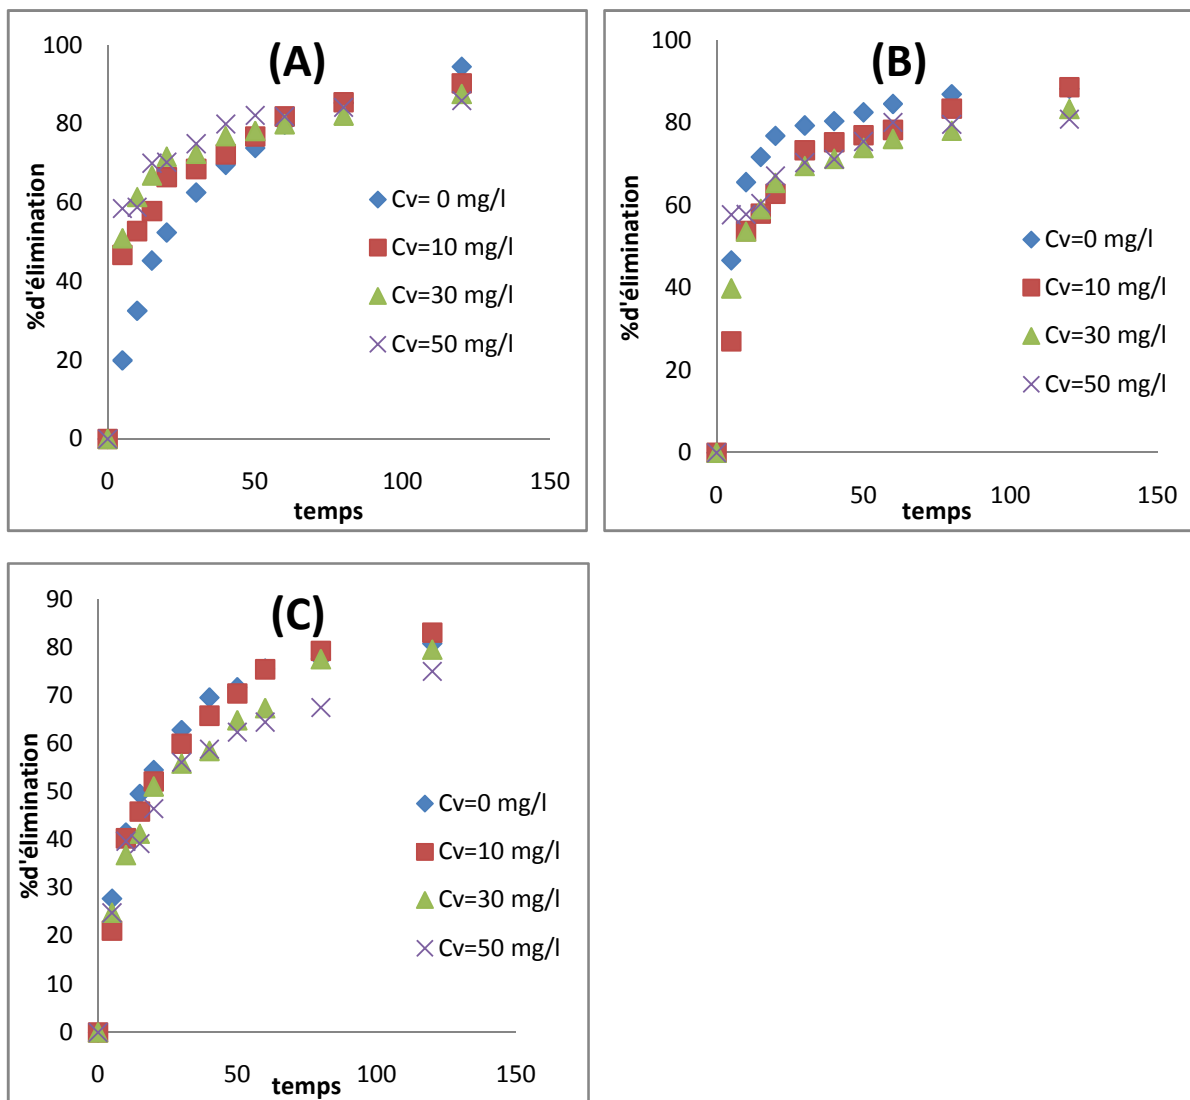 (A)
100
80
60
40
20
0
%d'élimination
0 50 100 150
temps
Cv= 0 mg/l
Cv=10 mg/l
Cv=30 mg/l
Cv=50 mg/l
(B)
100
80
60
40
20
0
%d'élimination
0 50 100 150
temps
Cv=0 mg/l
Cv=10 mg/l
Cv=30 mg/l
Cv=50 mg/l
(C)
90
80
70
60
50
40
30
20
10
0
%d'élimination
0 50 100 150
temps
Cv=0 mg/l
Cv=10 mg/l
Cv=30 mg/l
Cv=50 mg/l